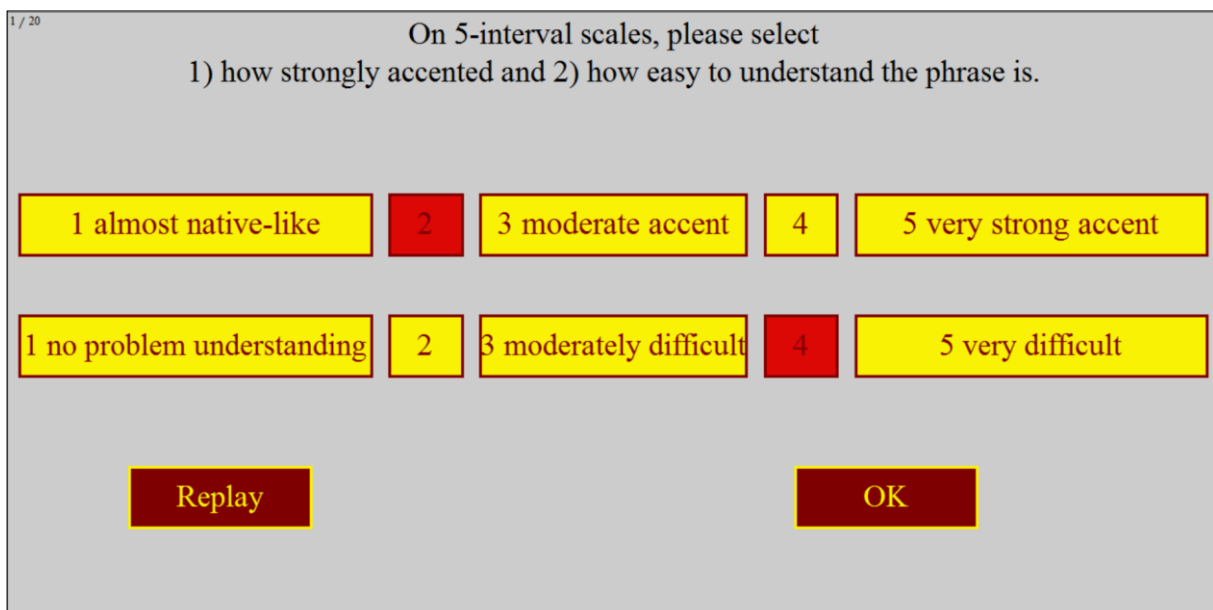 1 / 20
On 5-interval scales, please select
1) how strongly accented and 2) how easy to understand the phrase is.
1 almost native-like 2 3 moderate accent 4 5 very strong accent
1 no problem understanding 2 3 moderately difficult 4 5 very difficult
Replay OK